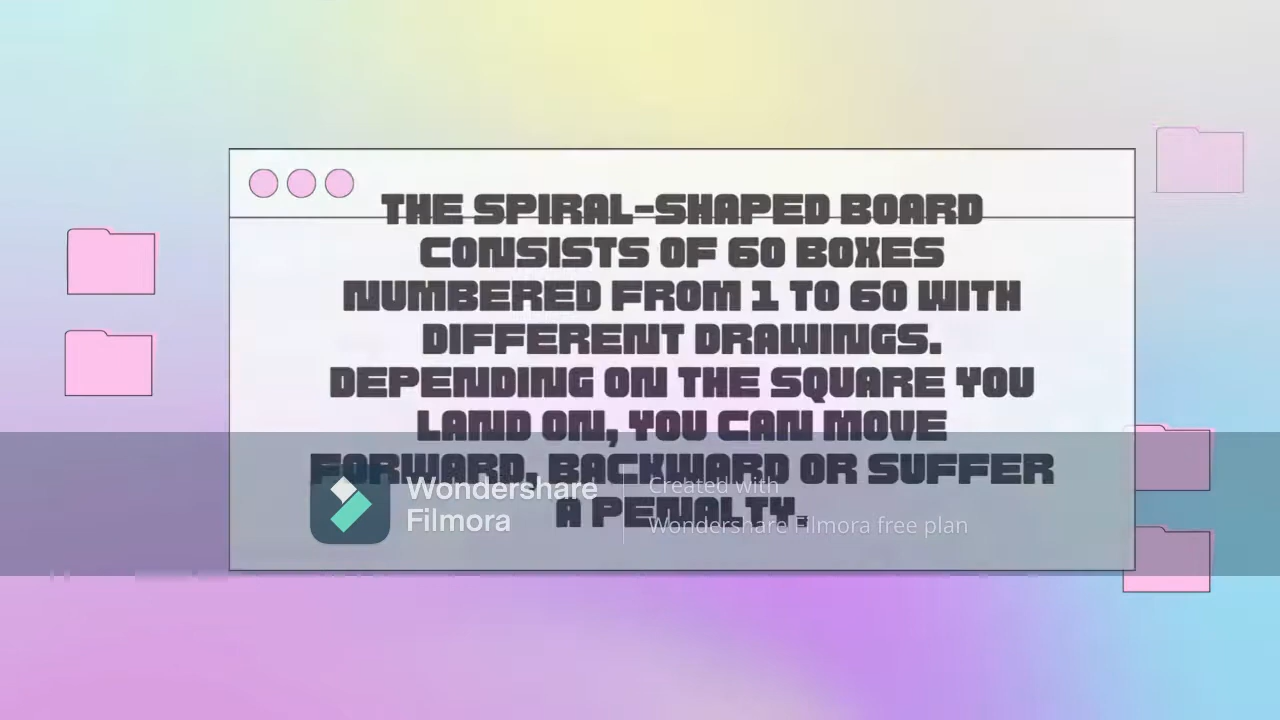 THE SPIRAL-SHAPED BOARD
CONSISTS OF 60 BOXES
NUMBERED FROM 1 TO 60 WITH
DIFFERENT DRAWINGS.
DEPENDING ON THE SQUARE YOU
LAND ON, YOU CAN MOVE
FORWARD, BACKWARD OR SUFFER
A PENALTY.
Wondershare
Filmora
Created with
Wondershare Filmora free plan